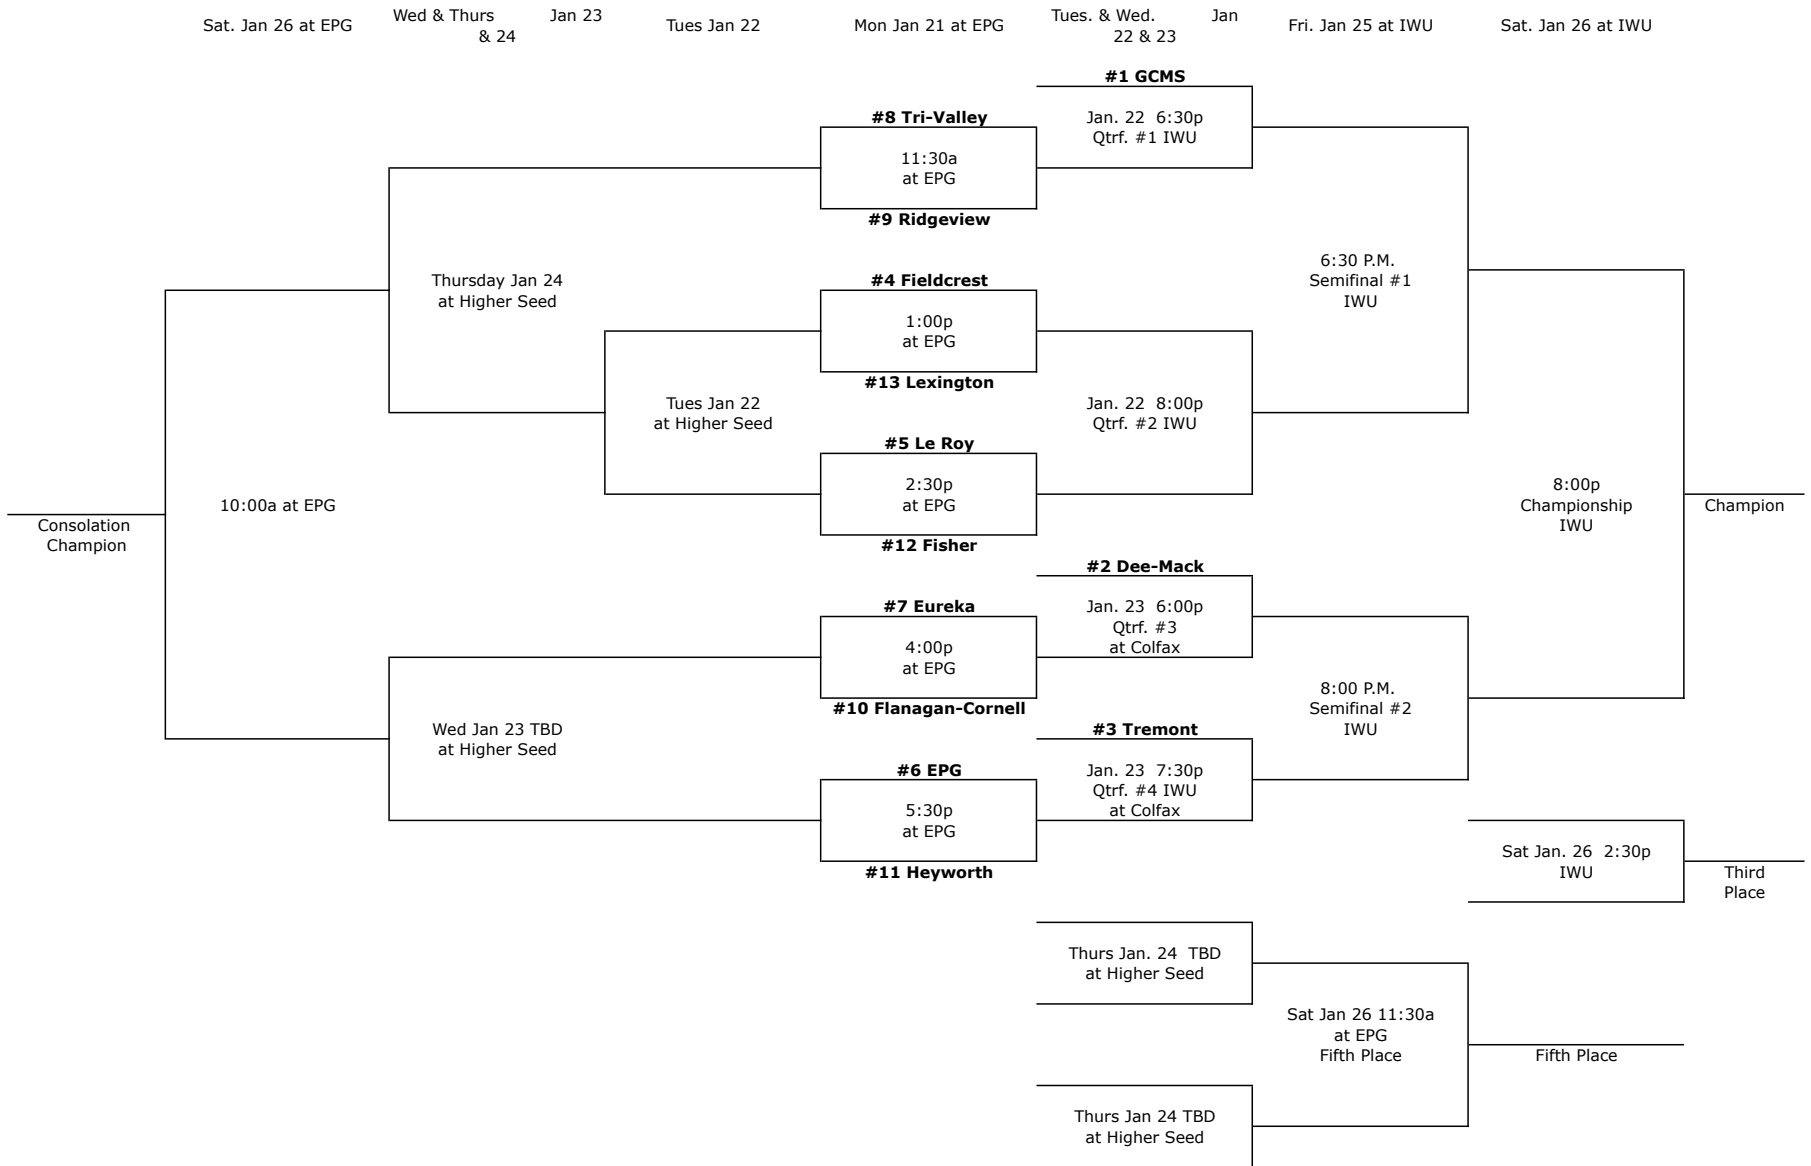 Sat. Jan 26 at EPG
Wed & Thurs Jan 23
& 24
Tues Jan 22
Mon Jan 21 at EPG
Tues. & Wed. Jan
22 & 23
Fri. Jan 25 at IWU
Sat. Jan 26 at IWU
#1 GCMS
#8 Tri-Valley
Jan. 22 6:30p
Qtrf. #1 IWU
11:30a
at EPG
#9 Ridgeview
6:30 P.M.
Semifinal #1
IWU
Thursday Jan 24
at Higher Seed
#4 Fieldcrest
1:00p
at EPG
#13 Lexington
Tues Jan 22
at Higher Seed
Jan. 22 8:00p
Qtrf. #2 IWU
#5 Le Roy
2:30p
at EPG
#12 Fisher
10:00a at EPG
Consolation
Champion
8:00p
Championship
IWU
Champion
#2 Dee-Mack
#7 Eureka
Jan. 23 6:00p
Qtrf. #3
at Colfax
4:00p
at EPG
#10 Flanagan-Cornell
8:00 P.M.
Semifinal #2
IWU
Wed Jan 23 TBD
at Higher Seed
#3 Tremont
#6 EPG
Jan. 23 7:30p
Qtrf. #4 IWU
at Colfax
5:30p
at EPG
#11 Heyworth
Sat Jan. 26 2:30p
IWU
Third
Place
Thurs Jan. 24 TBD
at Higher Seed
Sat Jan 26 11:30a
at EPG
Fifth Place
Fifth Place
Thurs Jan 24 TBD
at Higher Seed